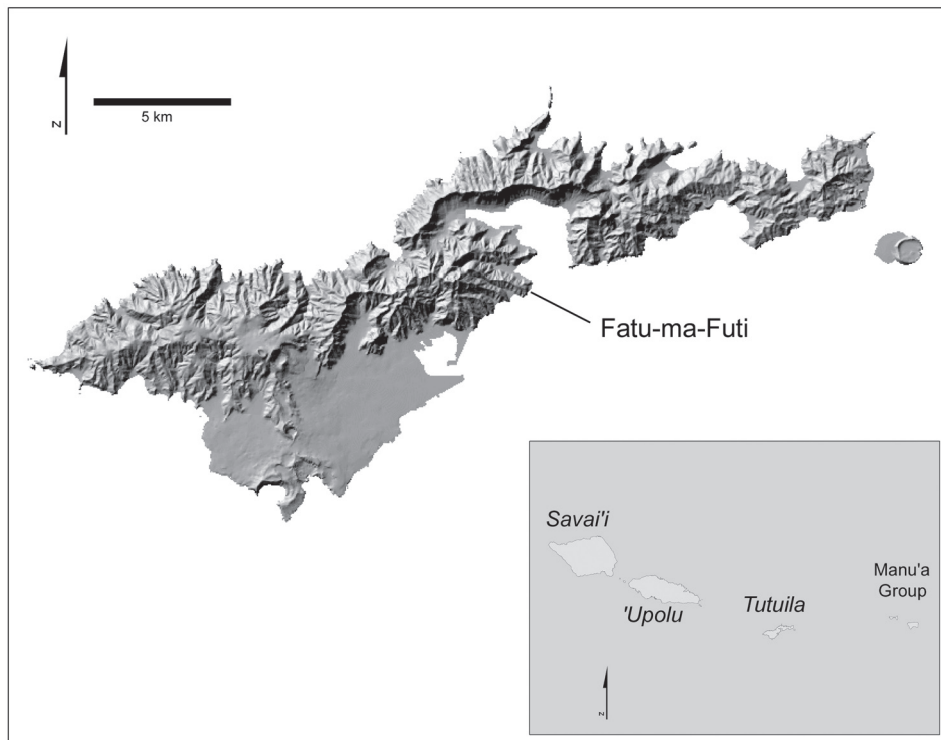 N
5 km
Fatu-ma-Futi
Savai'i
'Upolu
Tutuila
Manu'a
Group
N